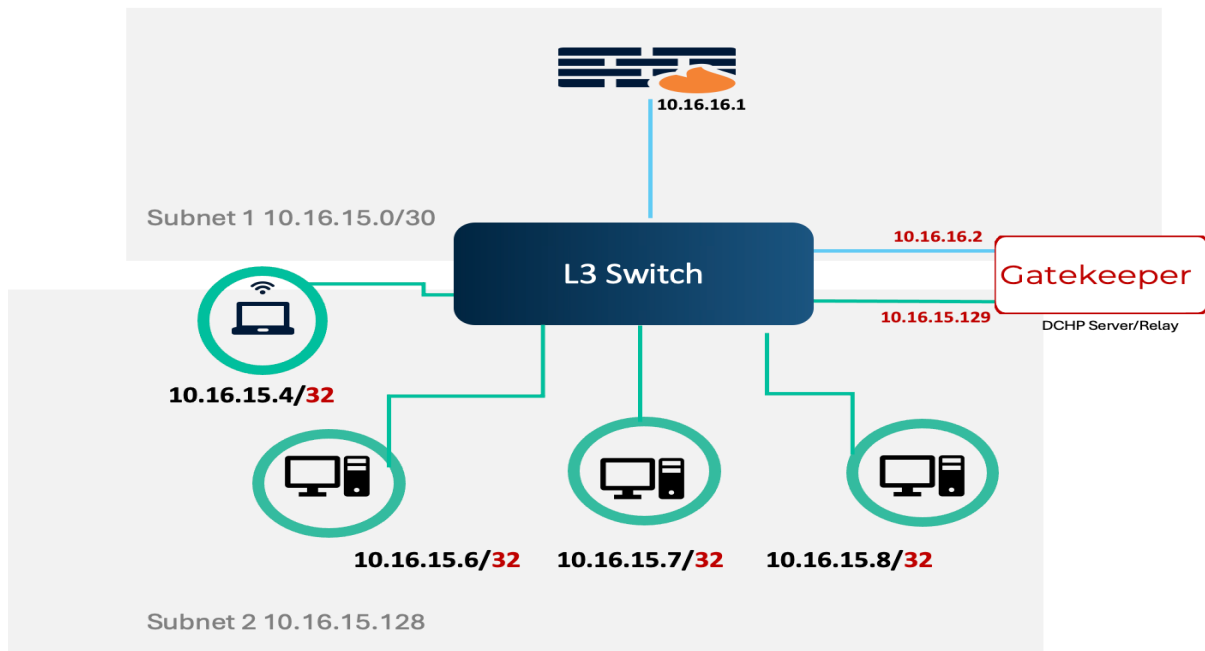 10.16.16.1
Subnet 1 10.16.15.0/30
L3 Switch
10.16.16.2
Gatekeeper
10.16.15.129
DCHP Server/Relay
10.16.15.4/32
10.16.15.6/32
10.16.15.7/32
10.16.15.8/32
Subnet 2 10.16.15.128